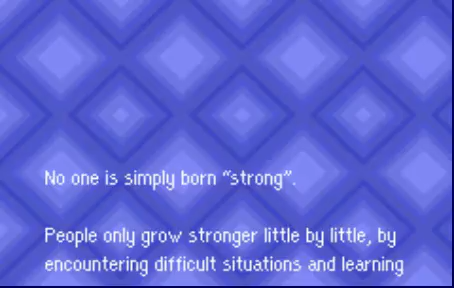 No one is simply born “strong”.
People only grow stronger little by little, by
encountering difficult situations and learning